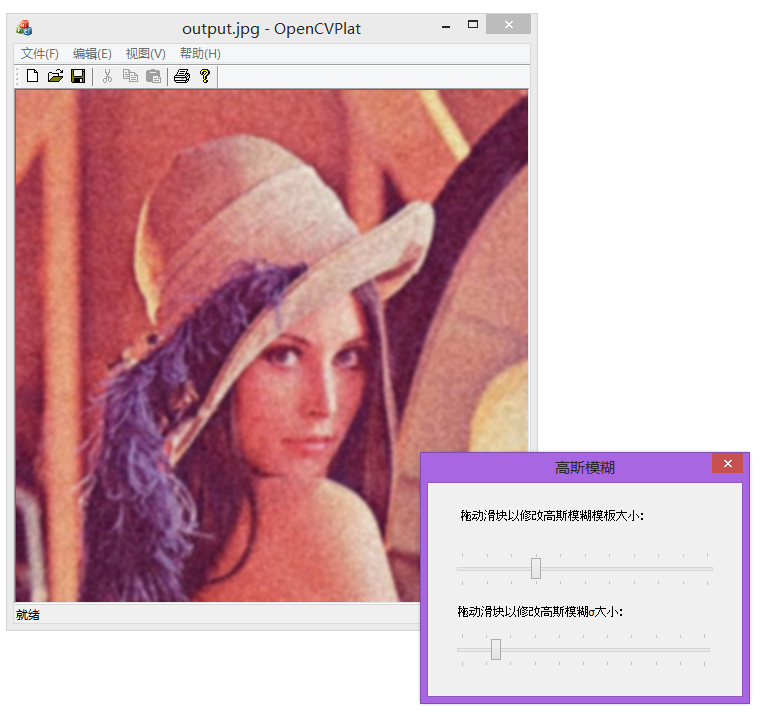 output.jpg - OpenCVPlat
文件(F) 编辑(E) 视图(V) 帮助(H)
就绪
高斯模糊
拖动滑块以修改高斯模糊模板大小:
拖动滑块以修改高斯模糊σ大小: